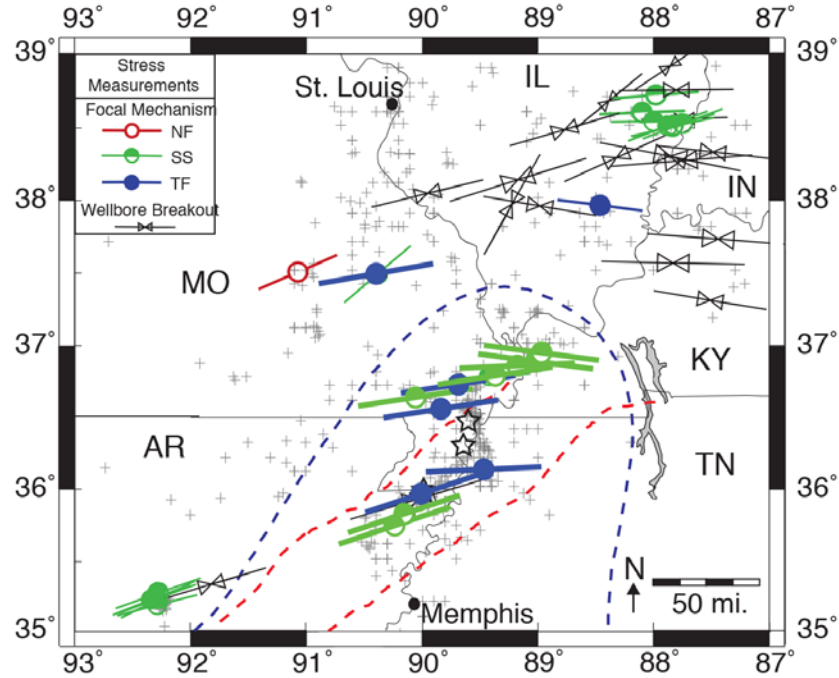 93° 92° 91° 90° 89° 88° 87°
39° 39°
Stress
Measurements
Focal Mechanism
NF
SS
TF
Wellbore Breakout
St. Louis
IL
38° 38°
IN
MO
37° 37°
KY
AR
TN
36° 36°
N
50 mi.
Memphis
35° 35°
93° 92° 91° 90° 89° 88° 87°